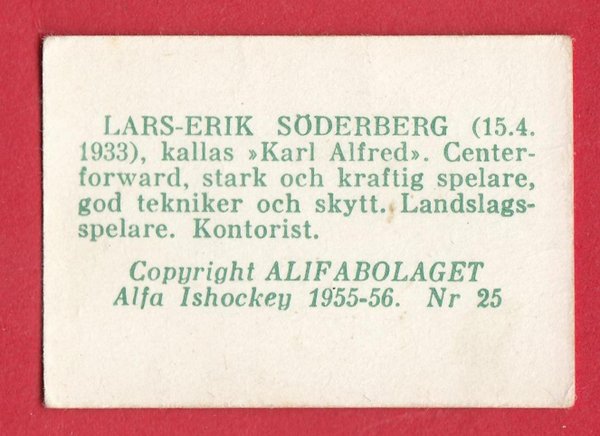 LARS-ERIK SÖDERBERG (15.4.
1933), kallas »Karl Alfred». Center-
forward, stark och kraftig spelare,
god tekniker och skytt. Landslags-
spelare. Kontorist.
Copyright ALIFABOLAGET
Alfa Ishockey 1955-56. Nr 25